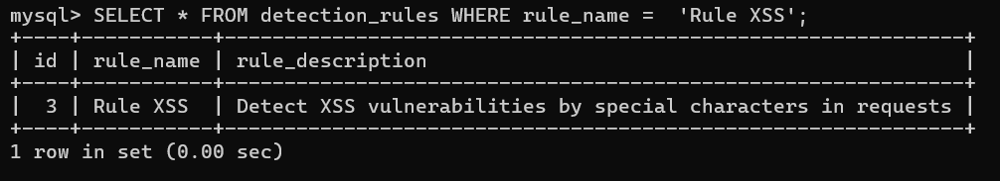 mysql> SELECT * FROM detection_rules WHERE rule_name =  'Rule XSS';
+----+-----------+--------------------------------------------------------------+
| id | rule_name | rule_description                                             |
+----+-----------+--------------------------------------------------------------+
|  3 | Rule XSS  | Detect XSS vulnerabilities by special characters in requests |
+----+-----------+--------------------------------------------------------------+
1 row in set (0.00 sec)